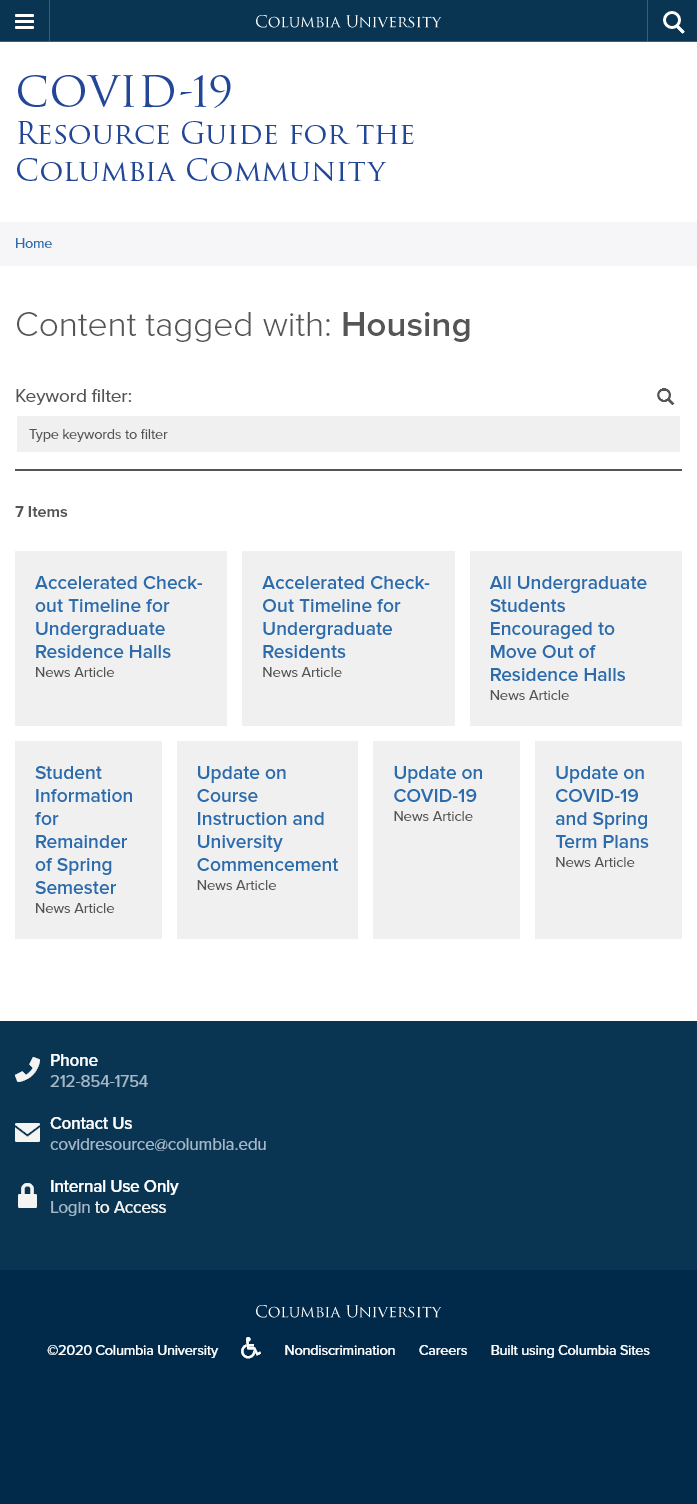 Columbia University
COVID-19
Resource Guide for the
Columbia Community
Home
Content tagged with: Housing
Keyword filter:
Type keywords to filter
7 Items
Accelerated Check-
out Timeline for
Undergraduate
Residence Halls
News Article
Accelerated Check-
Out Timeline for
Undergraduate
Residents
News Article
All Undergraduate
Students
Encouraged to
Move Out of
Residence Halls
News Article
Student
Information
for
Remainder
of Spring
Semester
News Article
Update on
Course
Instruction and
University
Commencement
News Article
Update on
COVID-19
News Article
Update on
COVID-19
and Spring
Term Plans
News Article
Phone
212-854-1754
Contact Us
covidresource@columbia.edu
Internal Use Only
Login to Access
Columbia University
©2020 Columbia University Nondiscrimination Careers Built using Columbia Sites